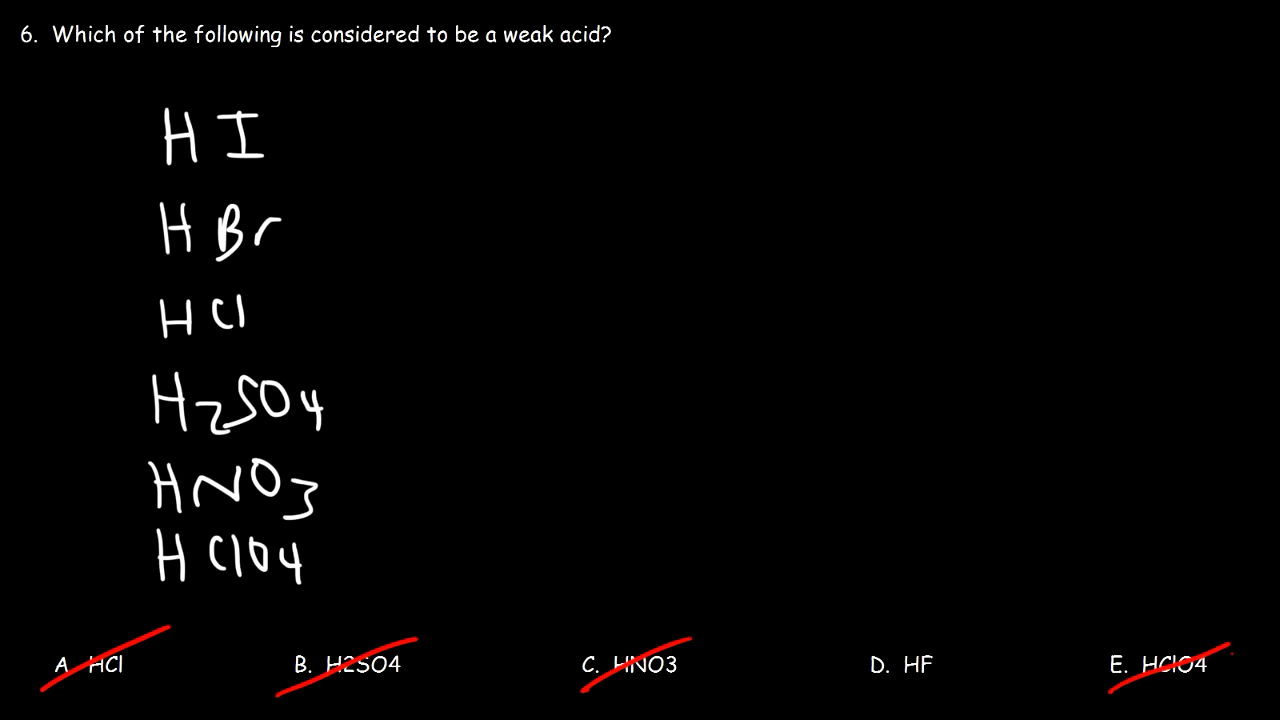 6. Which of the following is considered to be a weak acid?
HI
HBr
HCl
H2SO4
HNO3
HClO4
A. HCl B. H2SO4 C. HNO3 D. HF E. HClO4